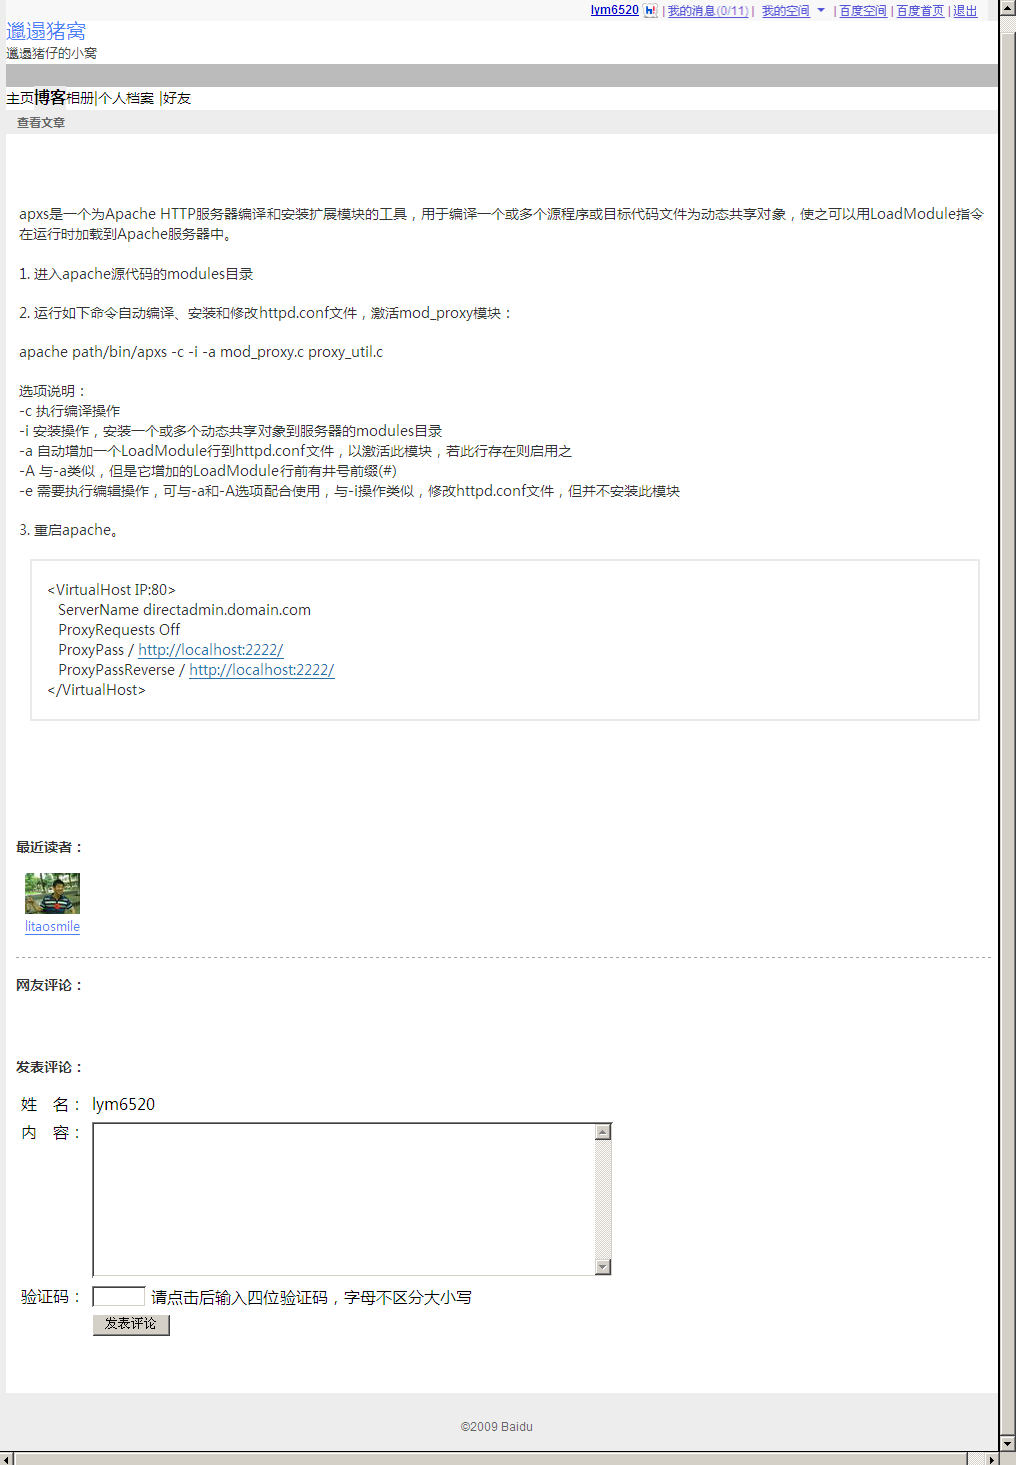 lym6520 | 我的消息(0/11) | 我的空间 | 百度空间 | 百度首页 | 退出
邋遢猪窝
邋遢猪仔的小窝
主页博客相册|个人档案 |好友
查看文章
apxs是一个为Apache HTTP服务器编译和安装扩展模块的工具，用于编译一个或多个源程序或目标代码文件为动态共享对象，使之可以用LoadModule指令
在运行时加载到Apache服务器中。
1. 进入apache源代码的modules目录
2. 运行如下命令自动编译、安装和修改httpd.conf文件，激活mod_proxy模块：
apache path/bin/apxs -c -i -a mod_proxy.c proxy_util.c
选项说明：
-c 执行编译操作
-i 安装操作，安装一个或多个动态共享对象到服务器的modules目录
-a 自动增加一个LoadModule行到httpd.conf文件，以激活此模块，若此行存在则启用之
-A 与-a类似，但是它增加的LoadModule行前有井号前缀(#)
-e 需要执行编辑操作，可与-a和-A选项配合使用，与-i操作类似，修改httpd.conf文件，但并不安装此模块
3. 重启apache。
<VirtualHost IP:80>
ServerName directadmin.domain.com
ProxyRequests Off
ProxyPass / http://localhost:2222/
ProxyPassReverse / http://localhost:2222/
</VirtualHost>
最近读者：
litaosmile
网友评论：
发表评论：
姓 名： lym6520
内 容：
验证码： 请点击后输入四位验证码，字母不区分大小写
发表评论
©2009 Baidu